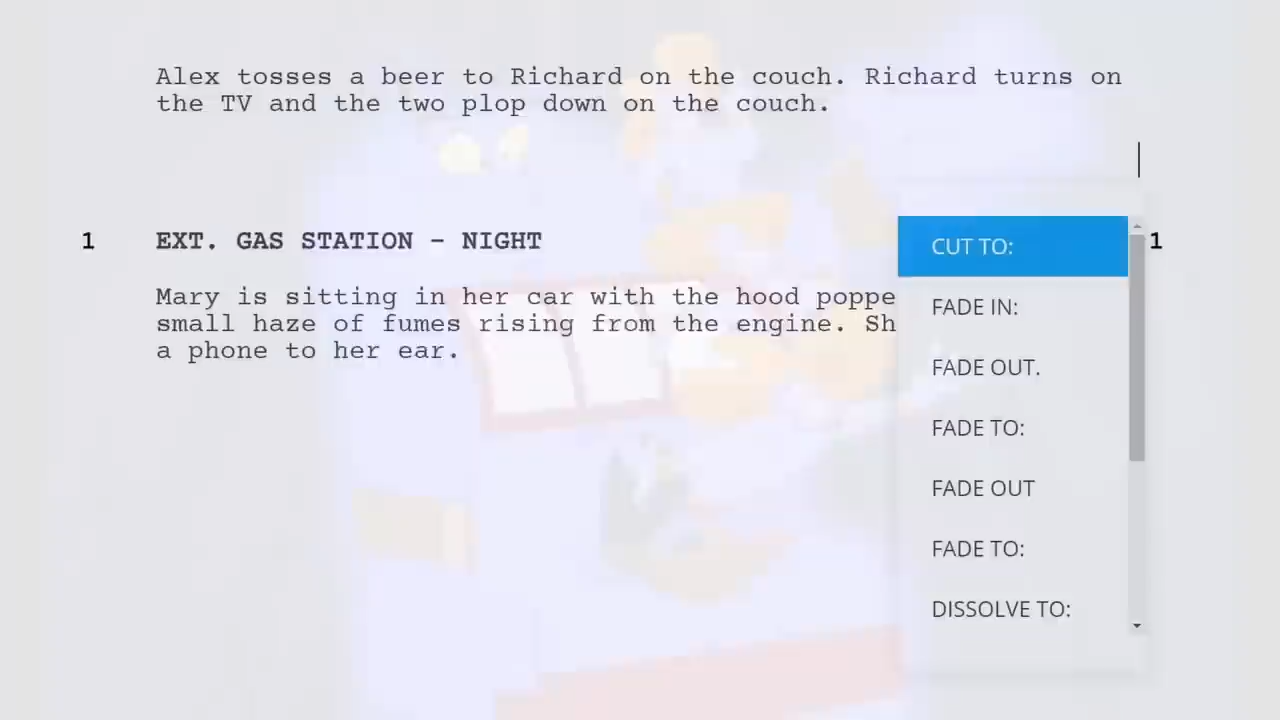 Alex tosses a beer to Richard on the couch. Richard turns on
the TV and the two plop down on the couch.
1 EXT. GAS STATION - NIGHT 1
CUT TO:
Mary is sitting in her car with the hood poppe
small haze of fumes rising from the engine. Sh
a phone to her ear.
FADE IN:
FADE OUT.
FADE TO:
FADE OUT
FADE TO:
DISSOLVE TO: